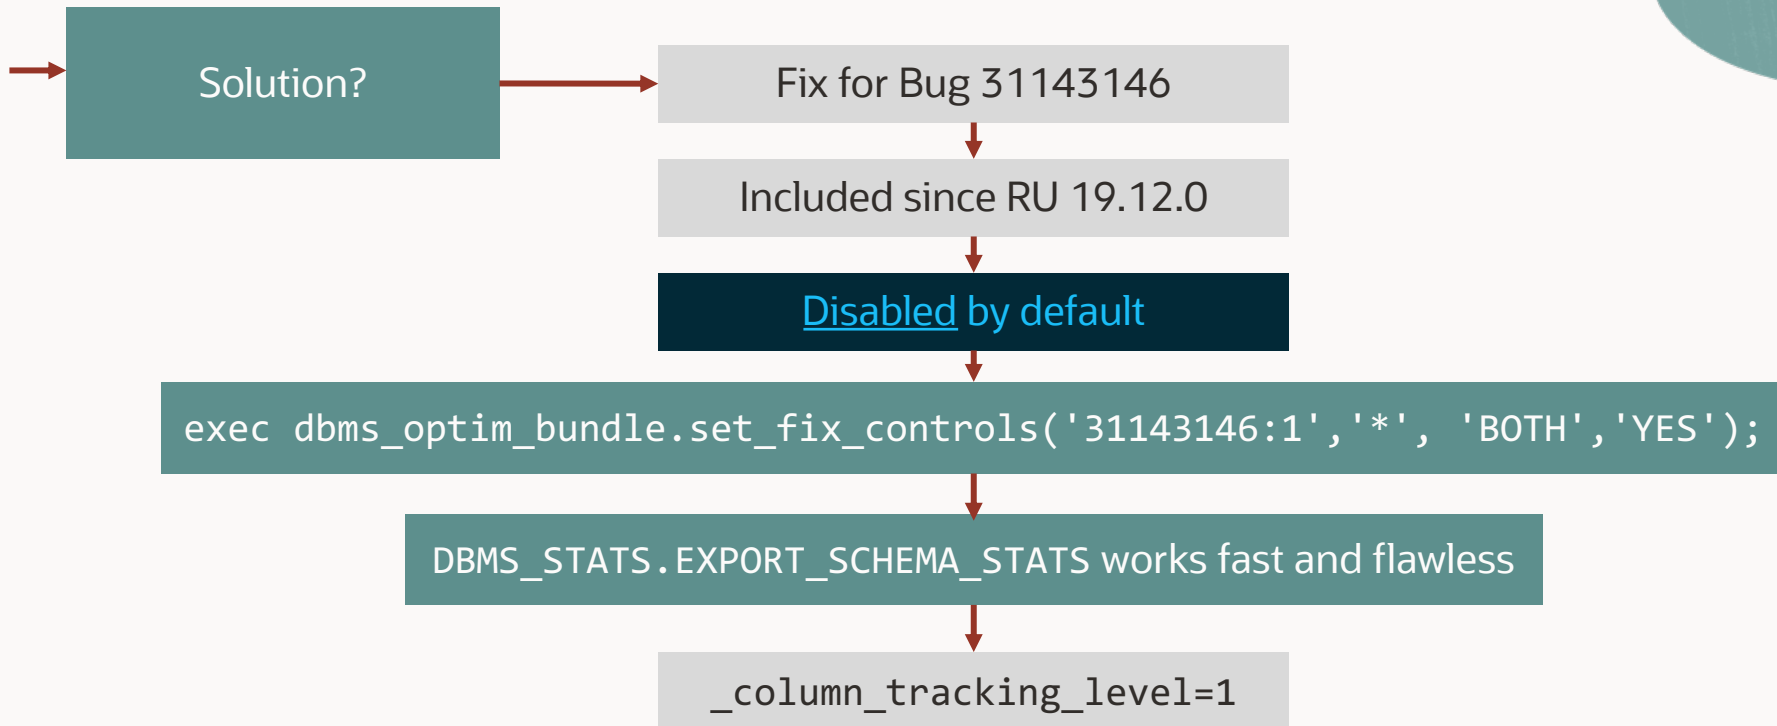 Solution?
Fix for Bug 31143146
Included since RU 19.12.0
Disabled by default
exec dbms_optim_bundle.set_fix_controls('31143146:1','*', 'BOTH','YES');
DBMS_STATS.EXPORT_SCHEMA_STATS works fast and flawless
_column_tracking_level=1